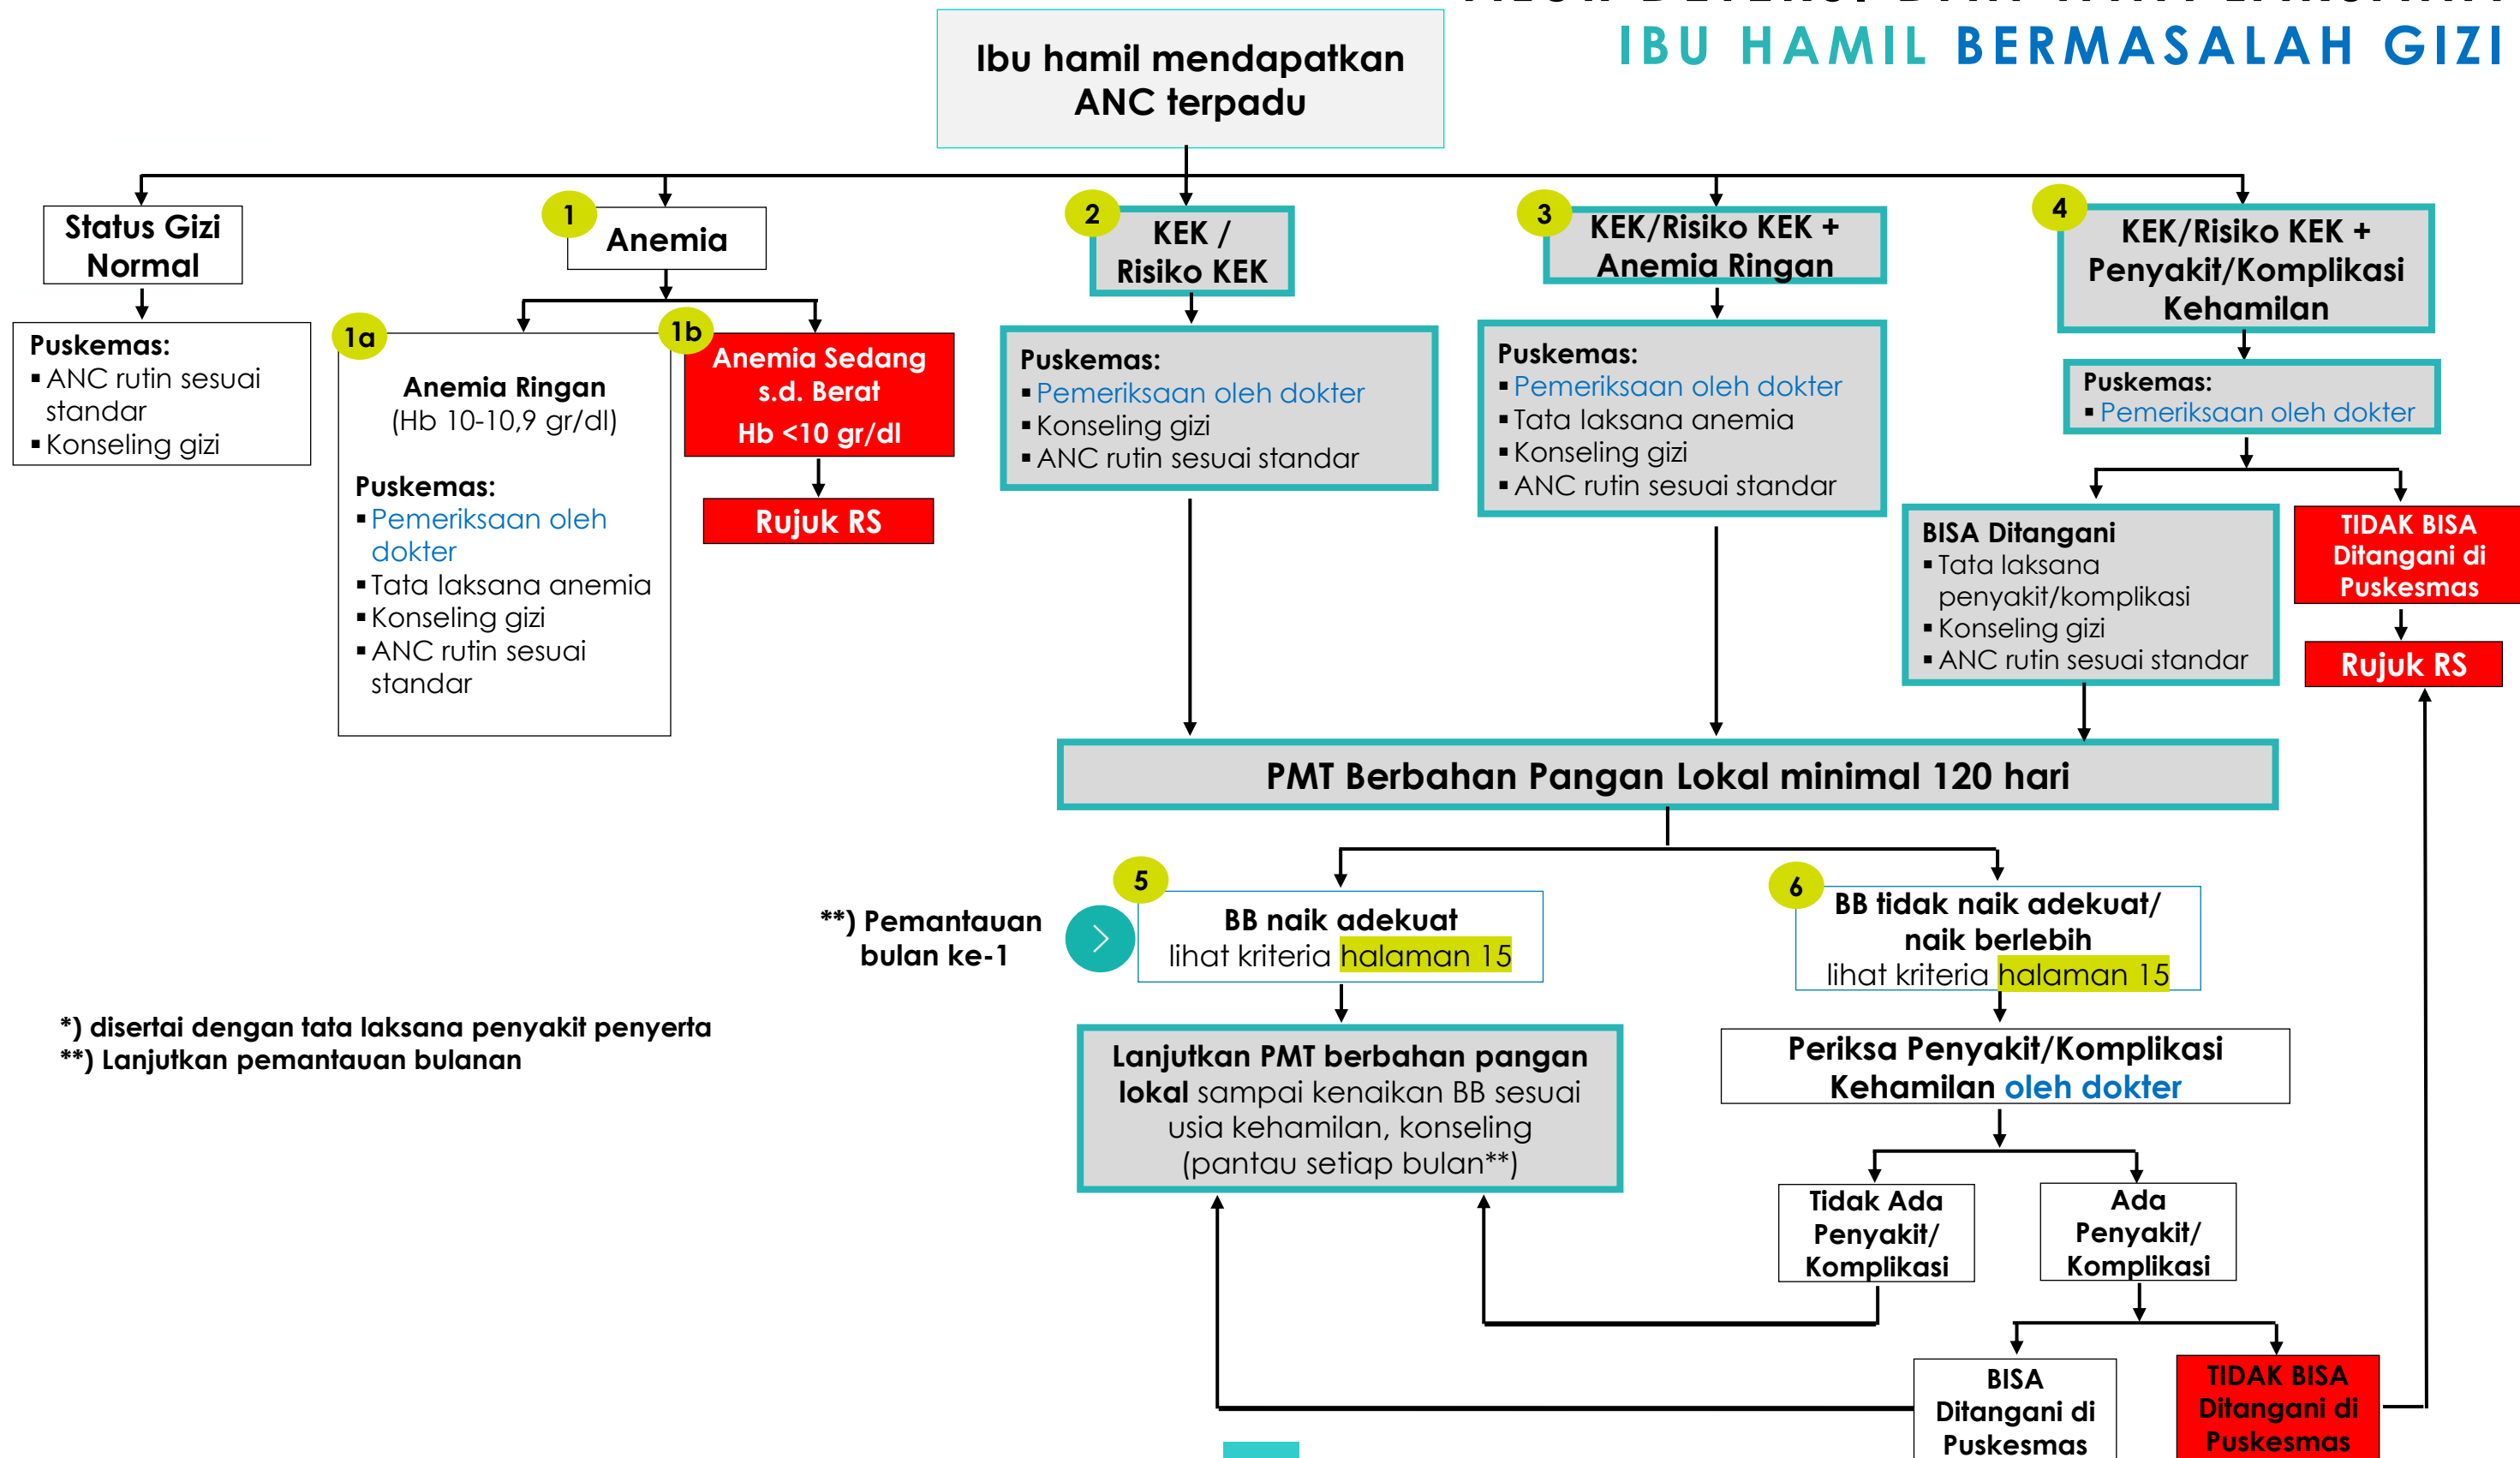 IBU HAMIL BERMASALAH GIZI
Ibu hamil mendapatkan
ANC terpadu
Status Gizi
Normal
Puskemas:
▪ ANC rutin sesuai
standar
▪ Konseling gizi
1
Anemia
1a
Anemia Ringan
(Hb 10-10,9 gr/dl)
Puskemas:
▪ Pemeriksaan oleh
dokter
▪ Tata laksana anemia
▪ Konseling gizi
▪ ANC rutin sesuai
standar
1b
Anemia Sedang
s.d. Berat
Hb <10 gr/dl
Rujuk RS
2
KEK /
Risiko KEK
Puskemas:
▪ Pemeriksaan oleh dokter
▪ Konseling gizi
▪ ANC rutin sesuai standar
3
KEK/Risiko KEK +
Anemia Ringan
Puskemas:
▪ Pemeriksaan oleh dokter
▪ Tata laksana anemia
▪ Konseling gizi
▪ ANC rutin sesuai standar
4
KEK/Risiko KEK +
Penyakit/Komplikasi
Kehamilan
Puskemas:
▪ Pemeriksaan oleh dokter
BISA Ditangani
▪ Tata laksana
penyakit/komplikasi
▪ Konseling gizi
▪ ANC rutin sesuai standar
TIDAK BISA
Ditangani di
Puskesmas
Rujuk RS
PMT Berbahan Pangan Lokal minimal 120 hari
**) Pemantauan
bulan ke-1
5
BB naik adekuat
lihat kriteria halaman 15
6
BB tidak naik adekuat/
naik berlebih
lihat kriteria halaman 15
*) disertai dengan tata laksana penyakit penyerta
**) Lanjutkan pemantauan bulanan
Lanjutkan PMT berbahan pangan
lokal sampai kenaikan BB sesuai
usia kehamilan, konseling
(pantau setiap bulan**)
Periksa Penyakit/Komplikasi
Kehamilan oleh dokter
Tidak Ada
Penyakit/
Komplikasi
Ada
Penyakit/
Komplikasi
BISA
Ditangani di
Puskesmas
TIDAK BISA
Ditangani di
Puskesmas